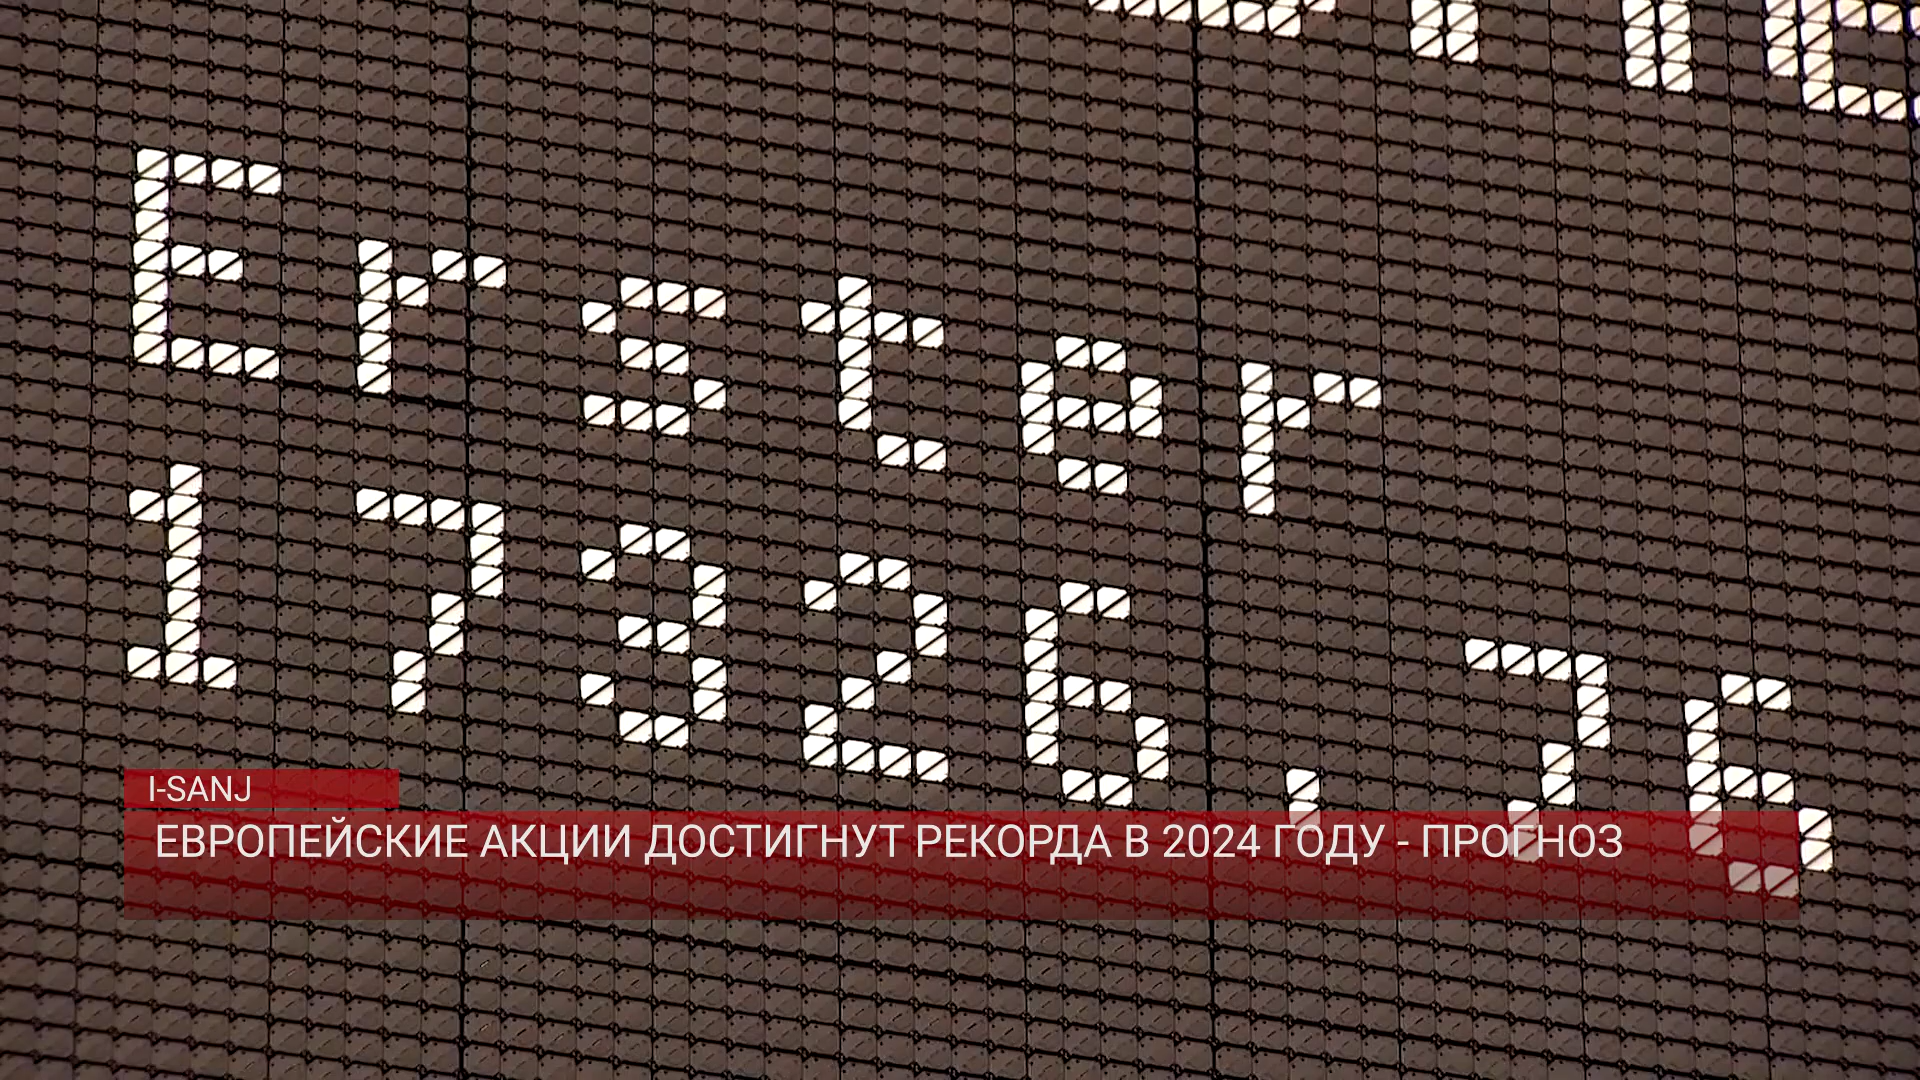 Erster
17326,76
I-SANJ
ЕВРОПЕЙСКИЕ АКЦИИ ДОСТИГНУТ РЕКОРДА В 2024 ГОДУ - ПРОГНОЗ